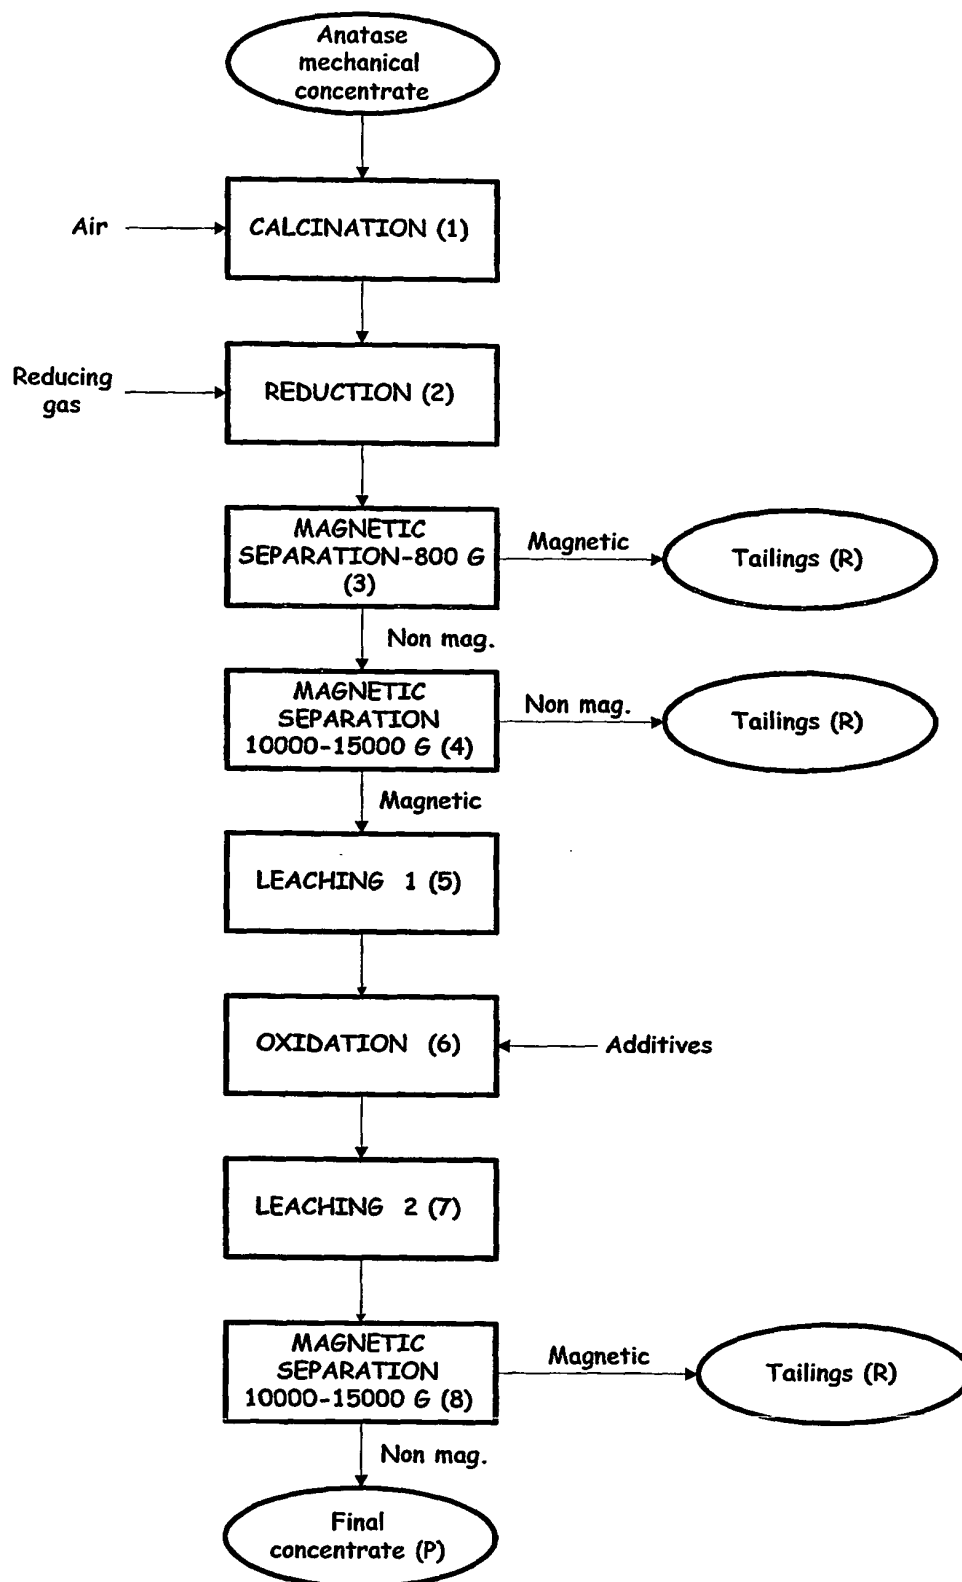 Anatase
mechanical
concentrate
Air
CALCINATION (1)
Reducing
gas
REDUCTION (2)
MAGNETIC
SEPARATION-800 G
(3)
Magnetic
Tailings (R)
Non mag.
MAGNETIC
SEPARATION
10000-15000 G (4)
Non mag.
Tailings (R)
Magnetic
LEACHING 1 (5)
OXIDATION (6)
Additives
LEACHING 2 (7)
MAGNETIC
SEPARATION
10000-15000 G (8)
Magnetic
Tailings (R)
Non mag.
Final
concentrate (P)